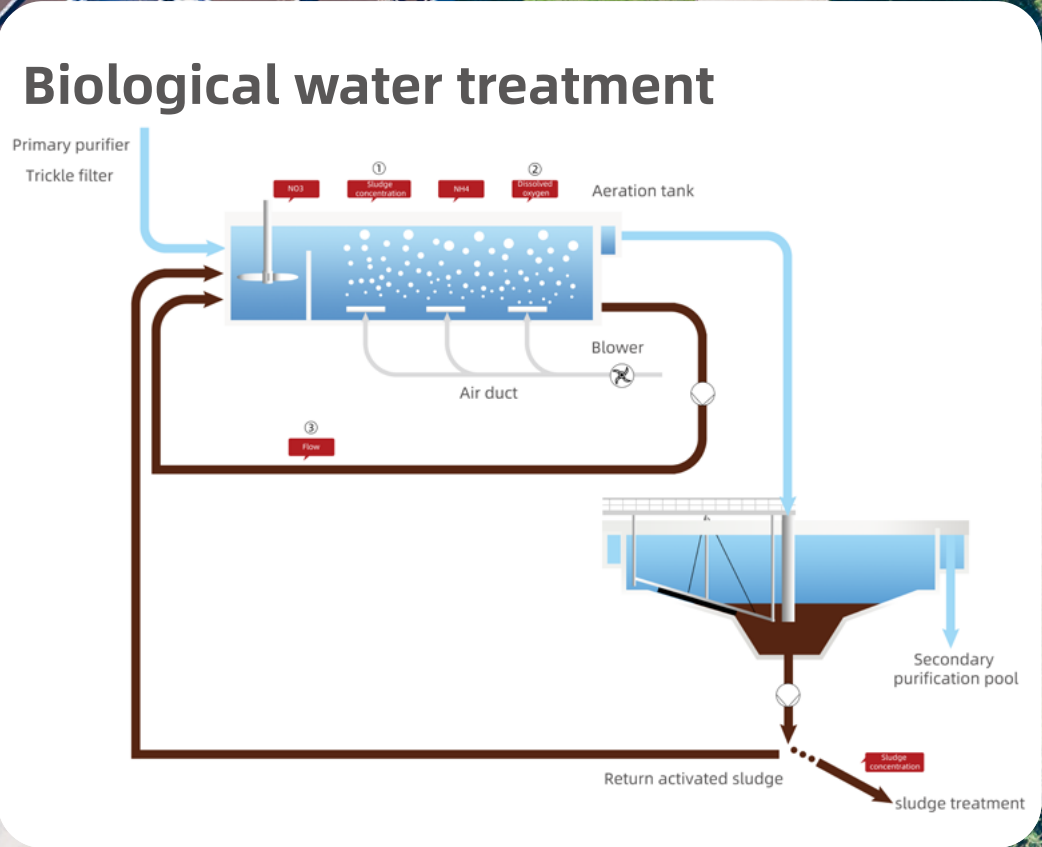 Biological water treatment
Primary purifier
Trickle filter
①
②
NO3
Sludge
concentration
NH4
Dissolved
oxygen
Aeration tank
Blower
Air duct
③
Flow
Secondary
purification pool
Sludge
concentration
Return activated sludge
sludge treatment